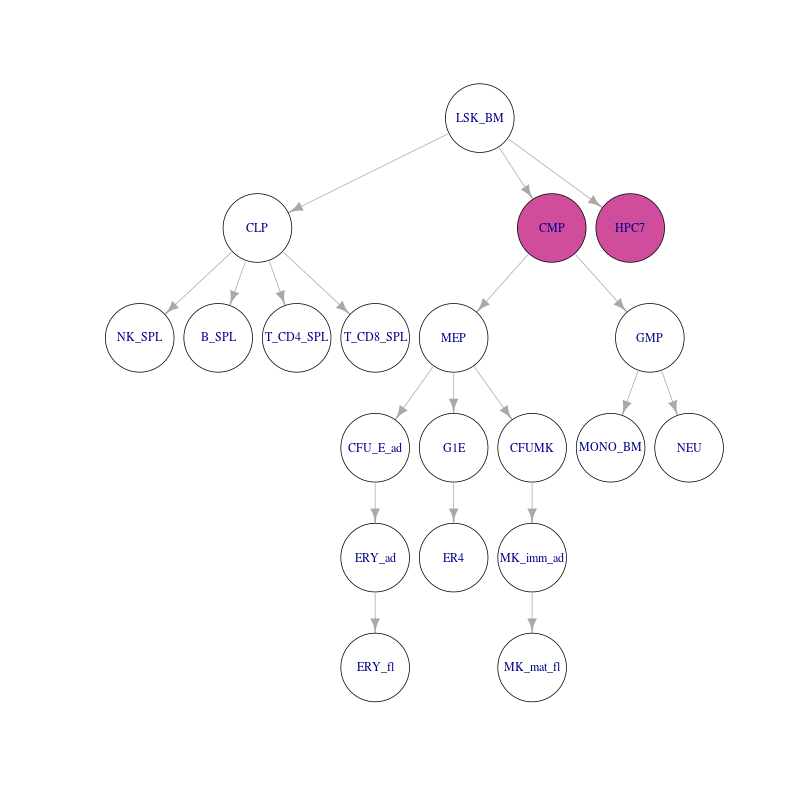 LSK_BM
CLP
CMP
HPC7
NK_SPL
B_SPL
T_CD4_SPL
T_CD8_SPL
MEP
GMP
CFU_E_ad
G1E
CFUMK
MONO_BM
NEU
ERY_ad
ER4
MK_imm_ad
ERY_fl
MK_mat_fl